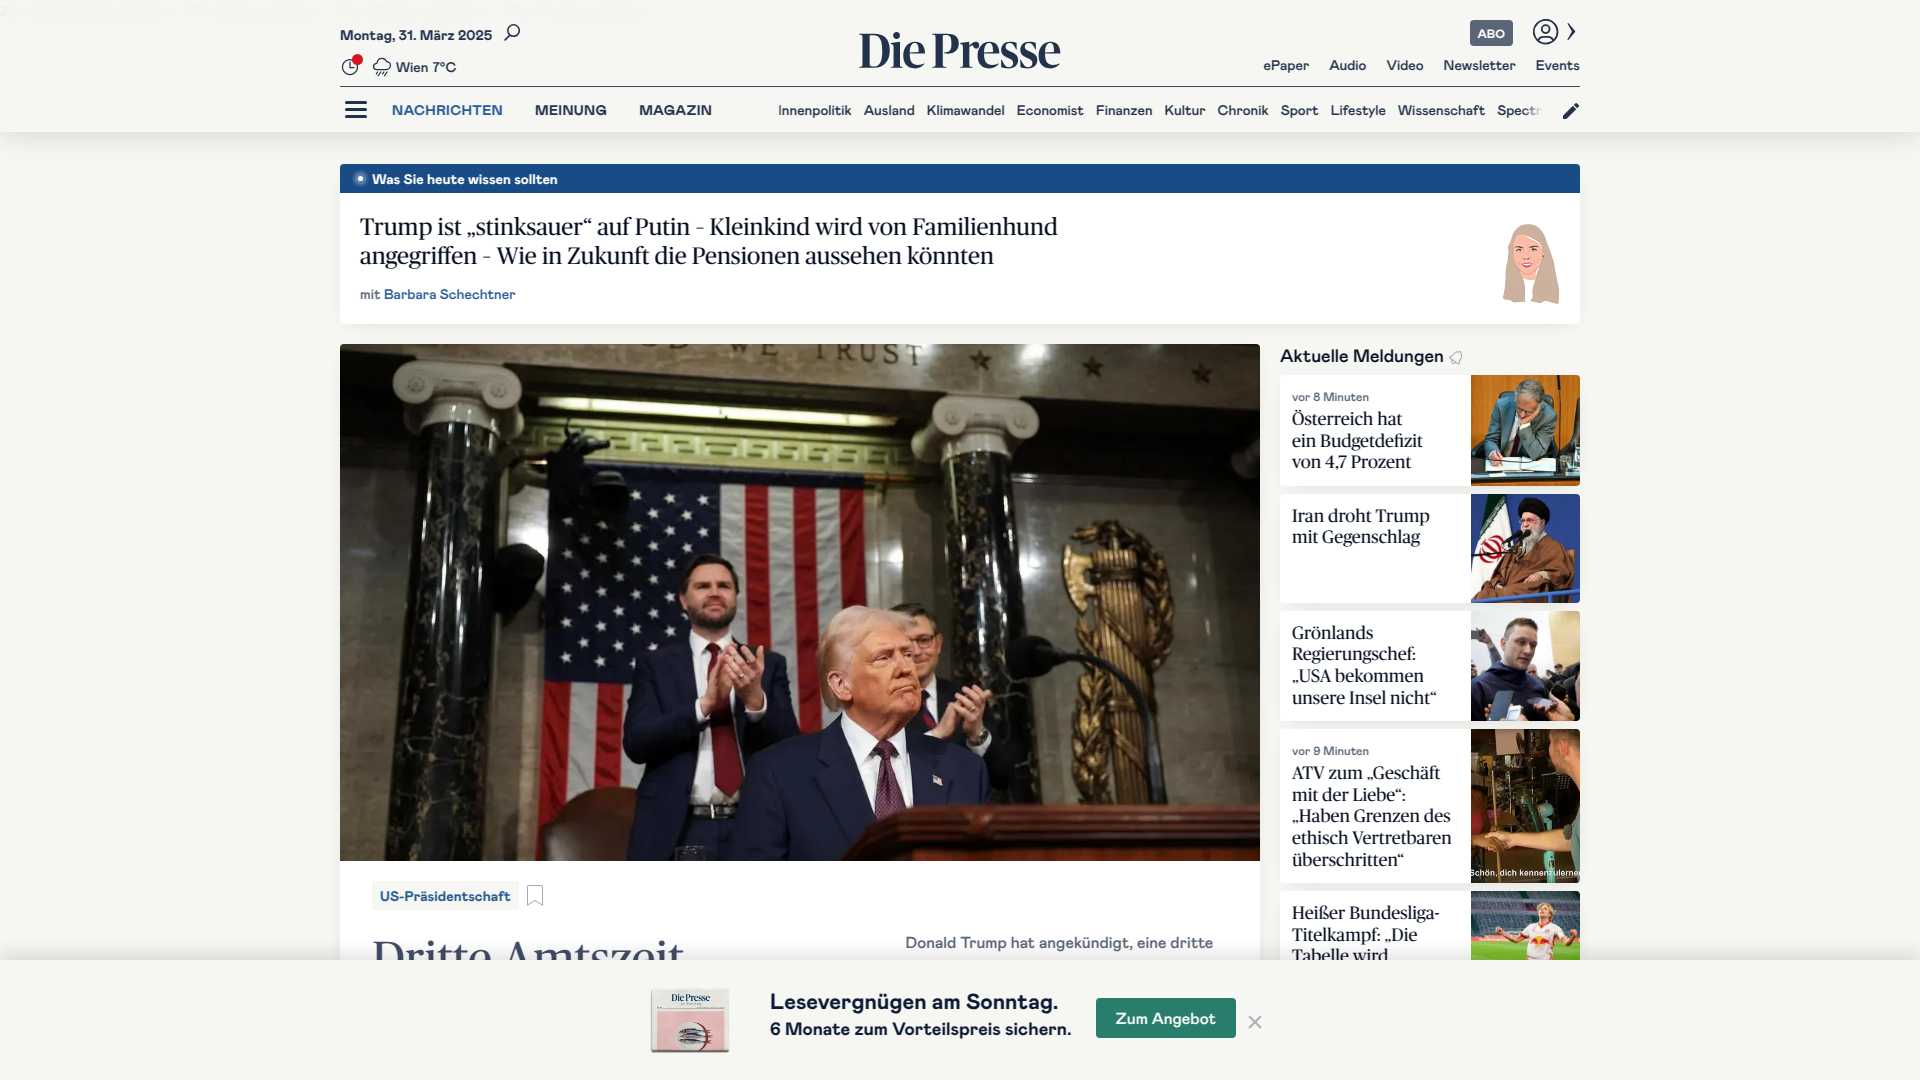 Montag, 31. März 2025
Wien 7°C
Die Presse
ABO
ePaper Audio Video Newsletter Events
NACHRICHTEN MEINUNG MAGAZIN
Innenpolitik Ausland Klimawandel Economist Finanzen Kultur Chronik Sport Lifestyle Wissenschaft
Was Sie heute wissen sollten
Trump ist „stinksauer“ auf Putin – Kleinkind wird von Familienhund
angegriffen – Wie in Zukunft die Pensionen aussehen könnten
mit Barbara Schechtner
WE TRUST
US-Präsidentschaft
Dritte Amtszeit
Donald Trump hat angekündigt, eine dritte
Aktuelle Meldungen
vor 8 Minuten
Österreich hat
ein Budgetdefizit
von 4,7 Prozent
Iran droht Trump
mit Gegenschlag
Grönlands
Regierungschef:
„USA bekommen
unsere Insel nicht“
vor 9 Minuten
ATV zum „Geschäft
mit der Liebe“:
„Haben Grenzen des
ethisch Vertretbaren
überschritten“
Schön, dich kennenzulernen
Heißer Bundesliga-
Titelkampf: „Die
Tabelle wird
Die Presse
Lesevergnügen am Sonntag.
6 Monate zum Vorteilspreis sichern.
Zum Angebot